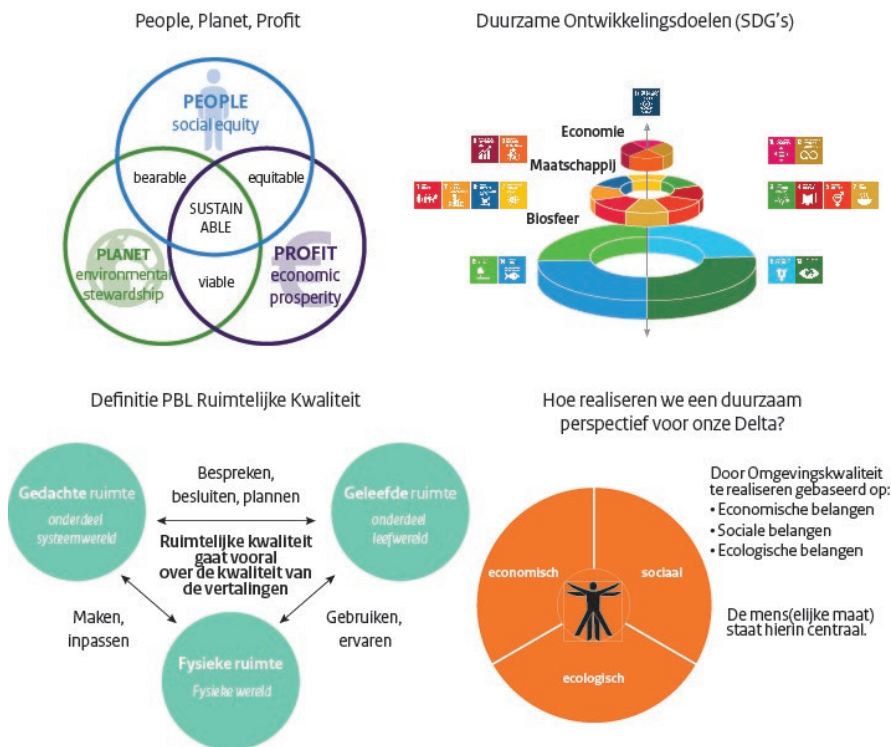 People, Planet, Profit
PEOPLE
social equity
bearable
equitable
SUSTAIN
ABLE
PLANET
environmental
stewardship
viable
PROFIT
economic
prosperity
Duurzame Ontwikkelingsdoelen (SDG's)
Economie
Maatschappij
Biosfeer
Definitie PBL Ruimtelijke Kwaliteit
Gedachte ruimte
onderdeel
systeemwereld
Bespreken,
besluiten, plannen
Geleefde ruimte
onderdeel
leefwereld
Ruimtelijke kwaliteit
gaat vooral
over de kwaliteit van
de vertalingen
Maken,
inpassen
Gebruiken,
ervaren
Fysieke ruimte
Fysieke wereld
Hoe realiseren we een duurzaam
perspectief voor onze Delta?
economisch
sociaal
ecologisch
Door Omgevingskwaliteit
te realiseren gebaseerd op:
• Economische belangen
• Sociale belangen
• Ecologische belangen
De mens(elijke maat)
staat hierin centraal.